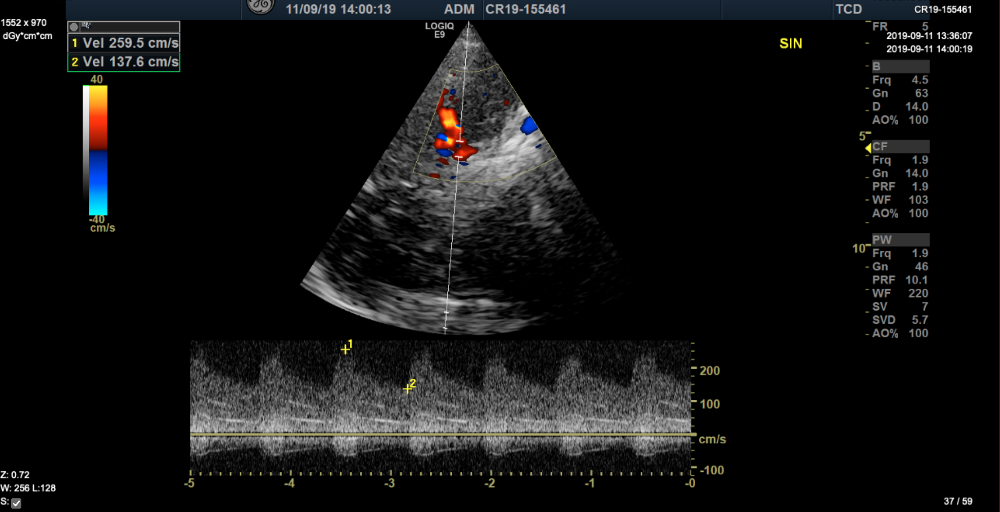 11/09/19 14:00:13 ADM CR19-155461 TCD CR19-155461
1552 x 970
dGy*cm*cm
1 Vel 259.5 cm/s
2 Vel 137.6 cm/s
40
-40
cm/s
LOGIQ
E9
SIN
FR 5
2019-09-11 13:36:07
2019-09-11 14:00:19
B
Frq 4.5
Gn 63
D 14.0
AO% 100
5
CF
Frq 1.9
Gn 14.0
PRF 1.9
WF 103
AO% 100
10
PW
Frq 1.9
Gn 46
PRF 10.1
WF 220
SV 7
SVD 5.7
AO% 100
1
2
200
100
cm/s
-100
-5 -4 -3 -2 -1 -0
Z: 0.72
W: 256 L:128
S:
37 / 59